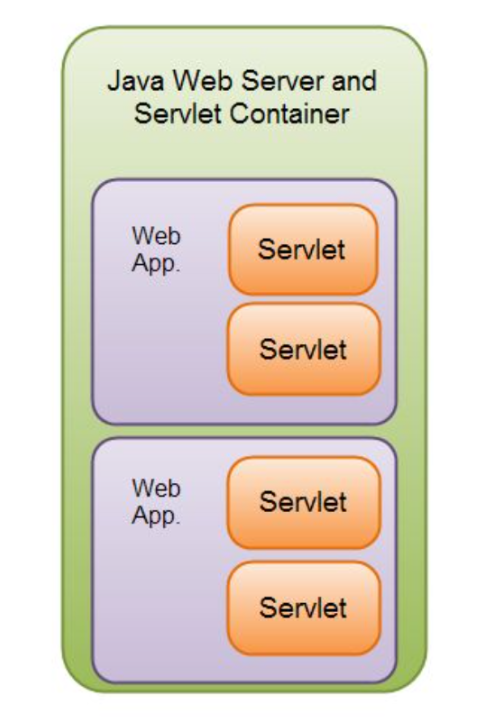 Java Web Server and
Servlet Container
Web
App.
Servlet
Servlet
Web
App.
Servlet
Servlet